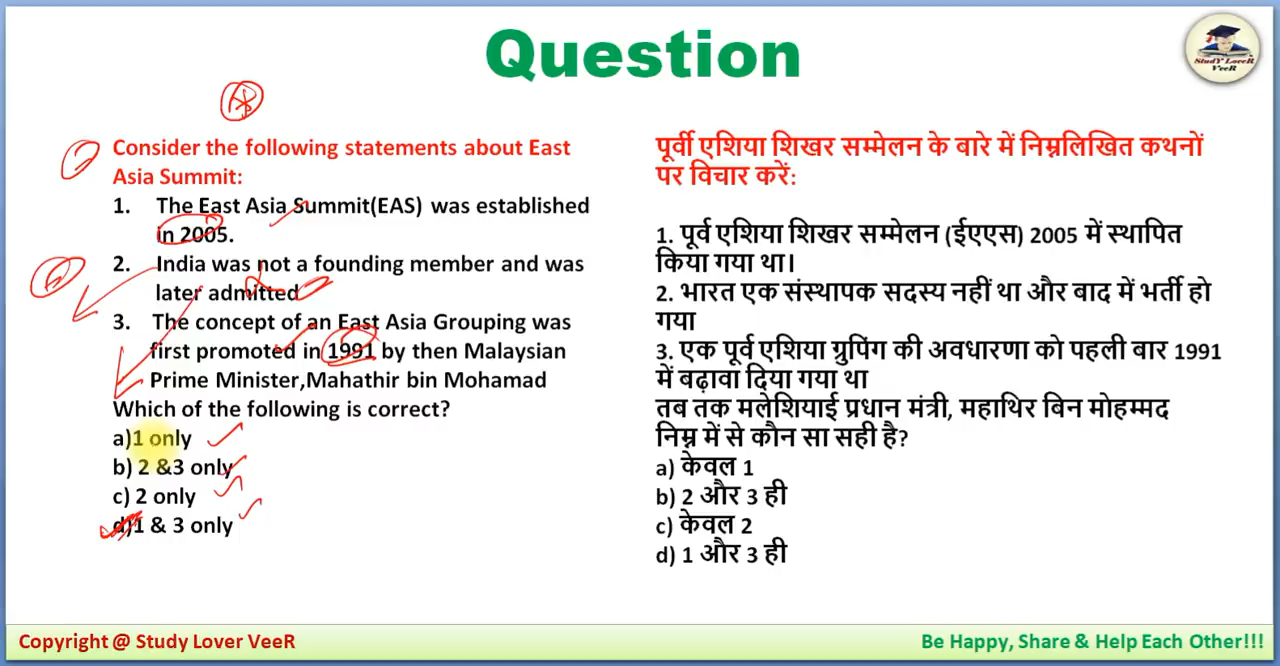 Question
StudY LoveR
VeeR
Consider the following statements about East
Asia Summit:
1. The East Asia Summit(EAS) was established
in 2005.
2. India was not a founding member and was
later admitted
3. The concept of an East Asia Grouping was
first promoted in 1991 by then Malaysian
Prime Minister,Mahathir bin Mohamad
Which of the following is correct?
a)1 only
b) 2 &3 only
c) 2 only
d)1 & 3 only
पूर्वी एशिया शिखर सम्मेलन के बारे में निम्नलिखित कथनों
पर विचार करें:
1. पूर्व एशिया शिखर सम्मेलन (ईएएस) 2005 में स्थापित
किया गया था।
2. भारत एक संस्थापक सदस्य नहीं था और बाद में भर्ती हो
गया
3. एक पूर्व एशिया ग्रुपिंग की अवधारणा को पहली बार 1991
में बढ़ावा दिया गया था
तब तक मलेशियाई प्रधान मंत्री, महाथिर बिन मोहम्मद
निम्न में से कौन सा सही है?
a) केवल 1
b) 2 और 3 ही
c) केवल 2
d) 1 और 3 ही
Copyright @ Study Lover VeeR
Be Happy, Share & Help Each Other!!!